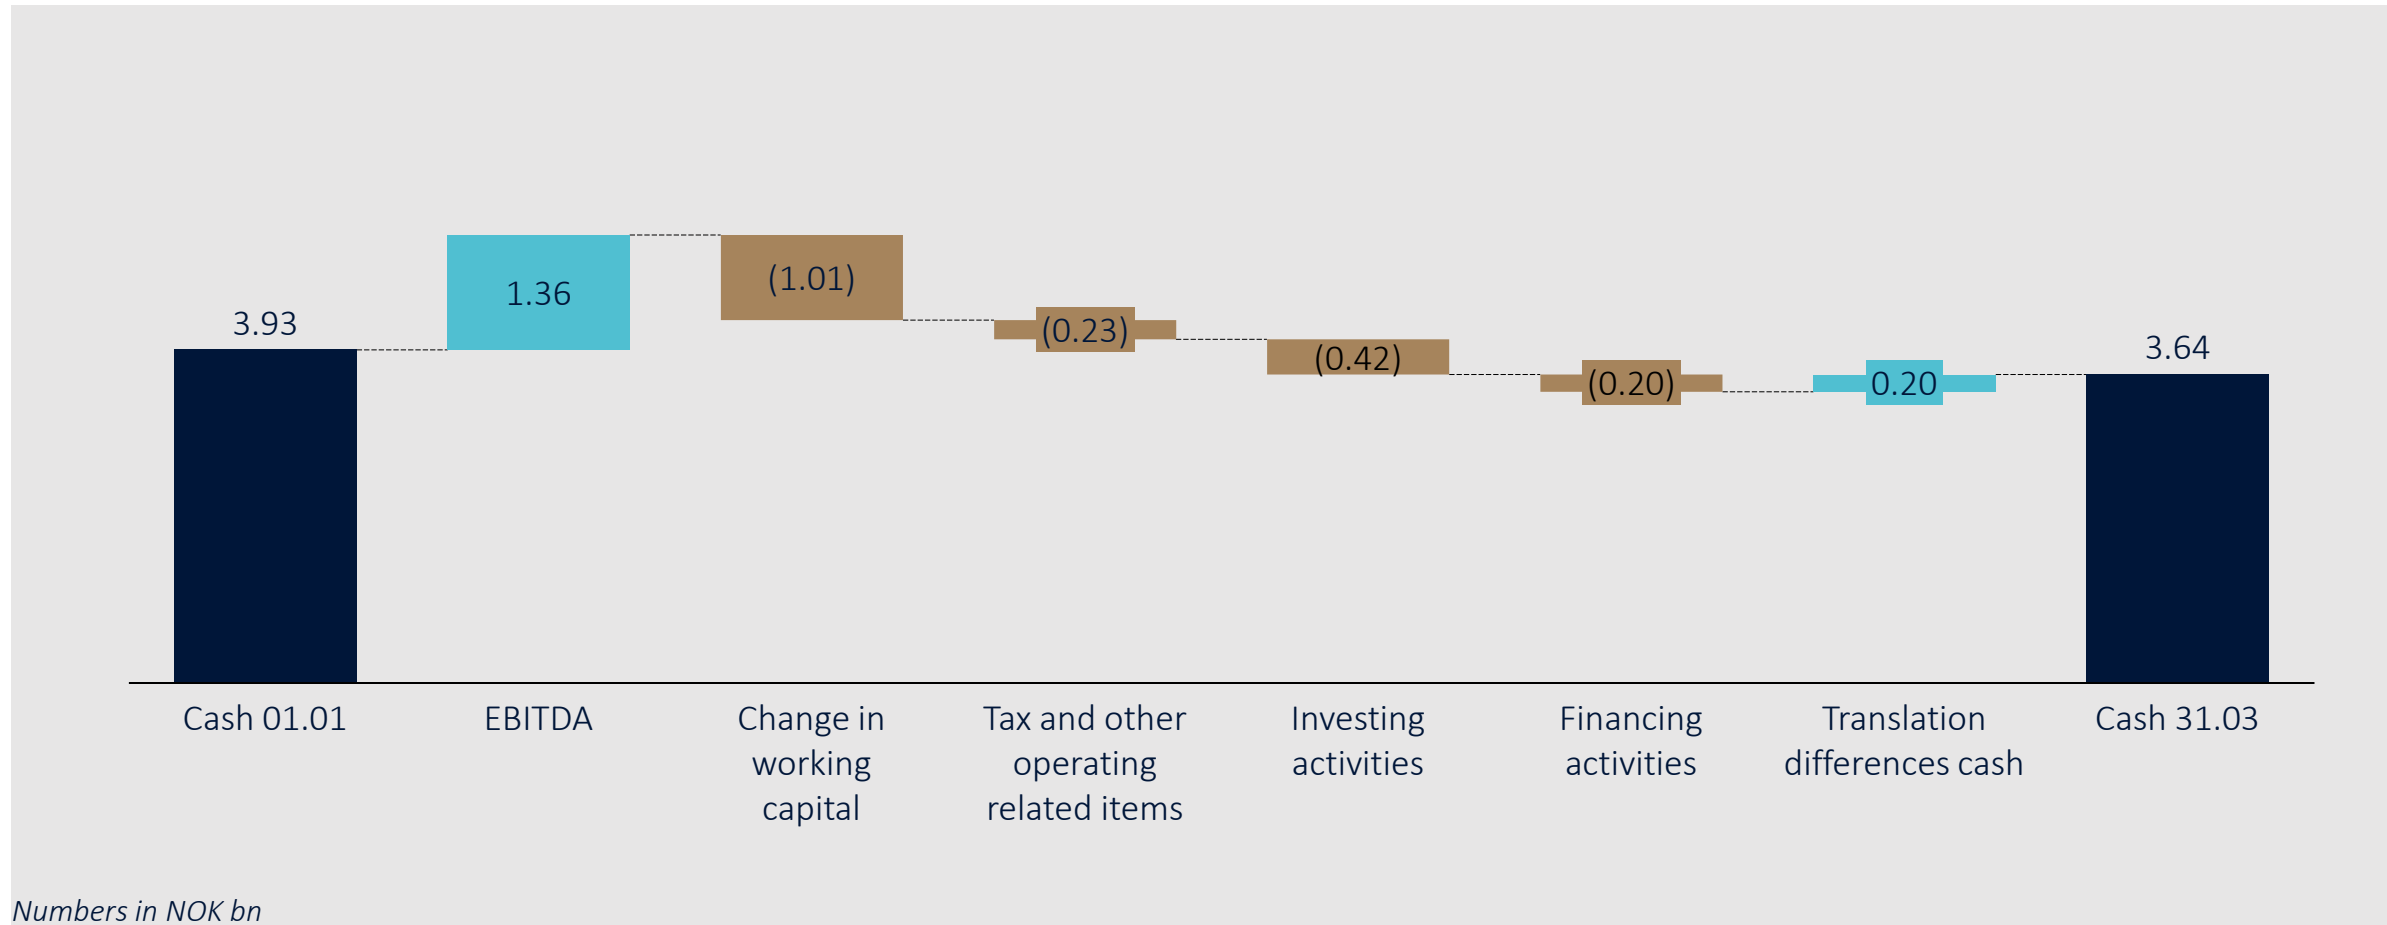 3.93
1.36
(1.01)
(0.23)
(0.42)
(0.20)
0.20
3.64
Cash 01.01
EBITDA
Change in
working
capital
Tax and other
operating
related items
Investing
activities
Financing
activities
Translation
differences cash
Cash 31.03
Numbers in NOK bn